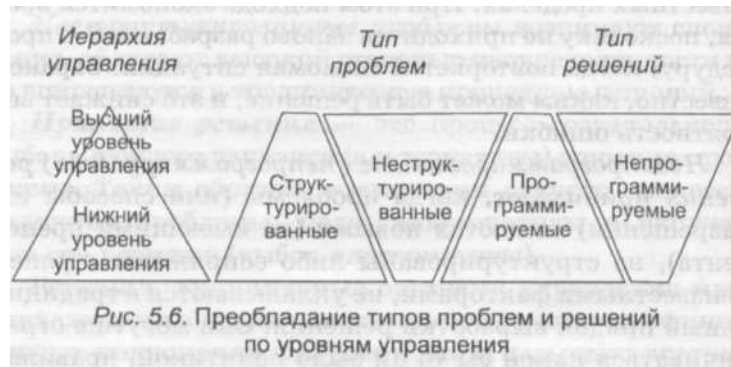 Иерархия
управления
Тип
проблем
Тип
решений
Высший
уровень
управления
Нижний
уровень
управления
Струк-
турирo-
ванные
Неструк-
туриро-
ванные
Про-
грамми-
руемые
Непро-
грамми-
руемые
Рис. 5.6. Преобладание типов проблем и решений
по уровням управления